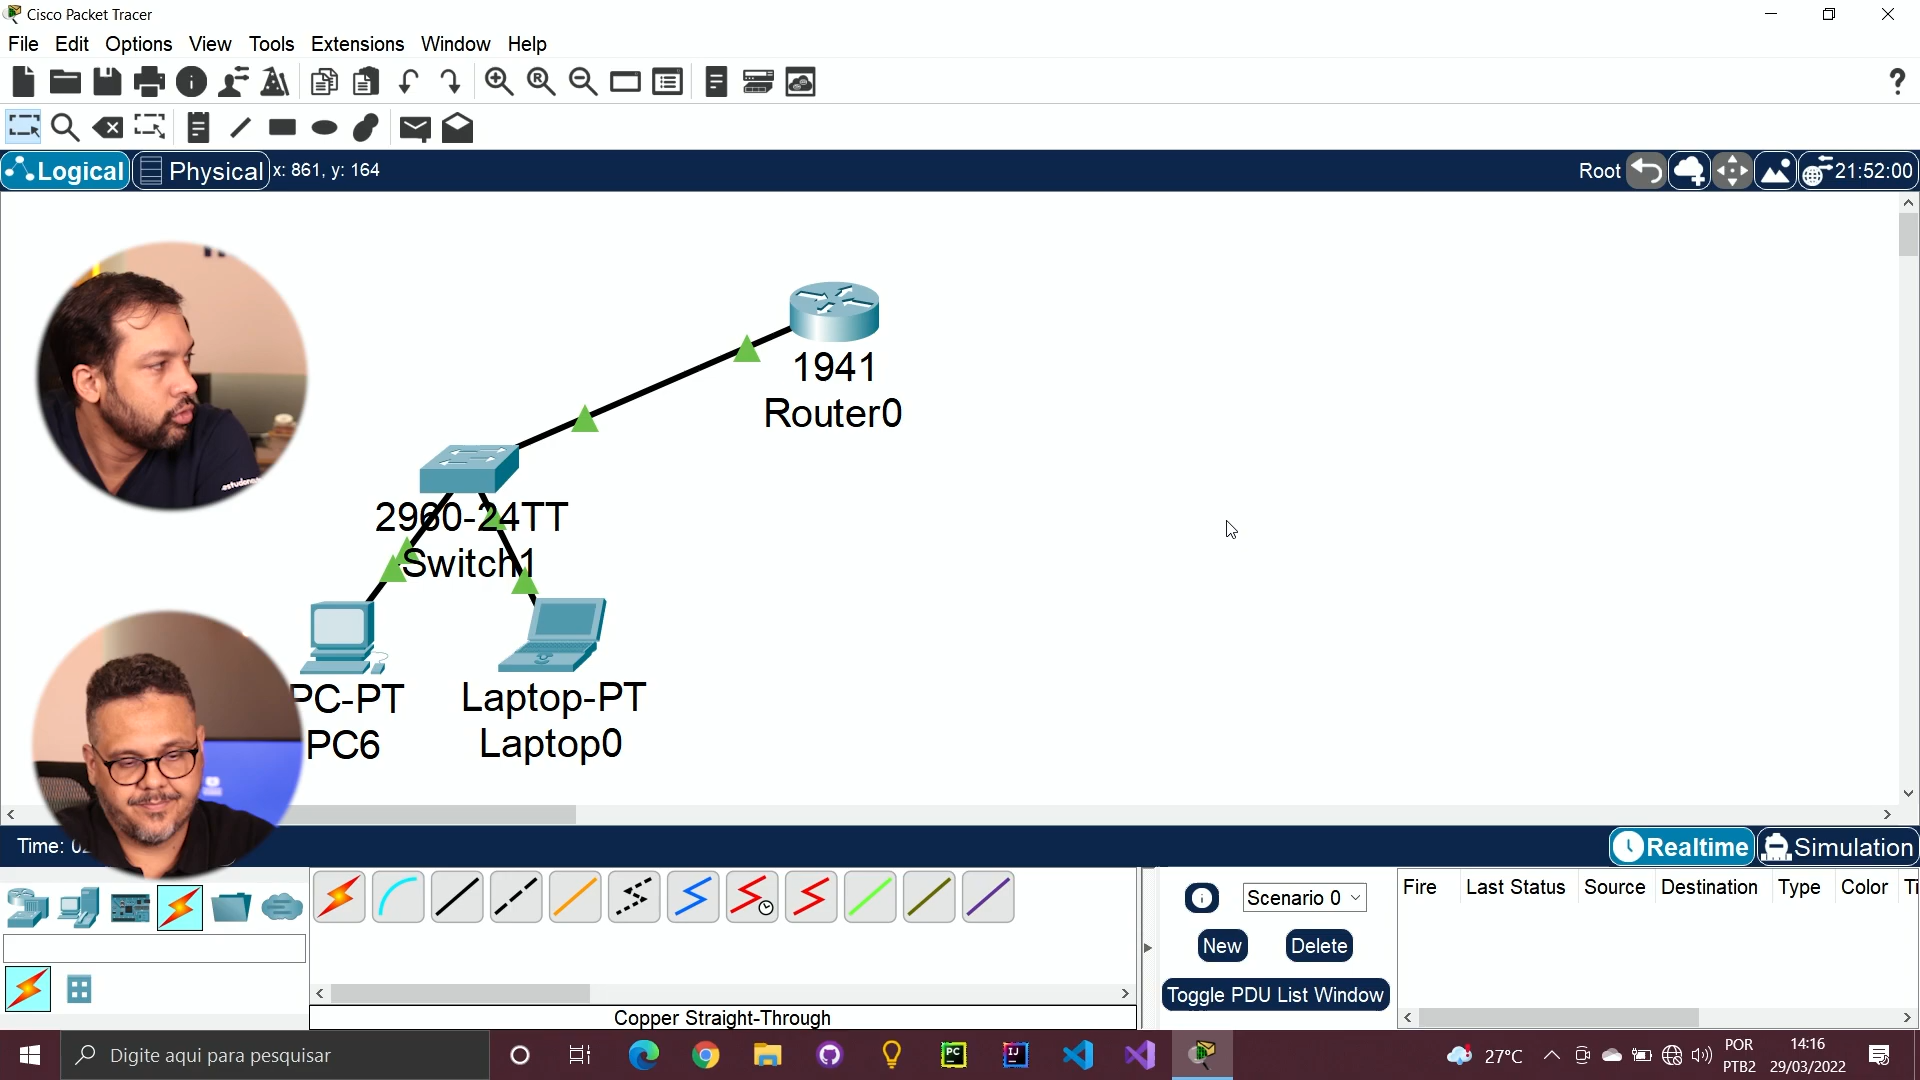 Cisco Packet Tracer
File Edit Options View Tools Extensions Window Help
Logical Physical x: 861, y: 164 Root 21:52:00
1941
Router0
2960-24TT
Switch1
PC-PT
PC6
Laptop-PT
Laptop0
Time: Realtime Simulation
Scenario 0
Fire Last Status Source Destination Type Color
New Delete
Toggle PDU List Window
Copper Straight-Through
Digite aqui para pesquisar
27°C
POR
PTB2
14:16
29/03/2022